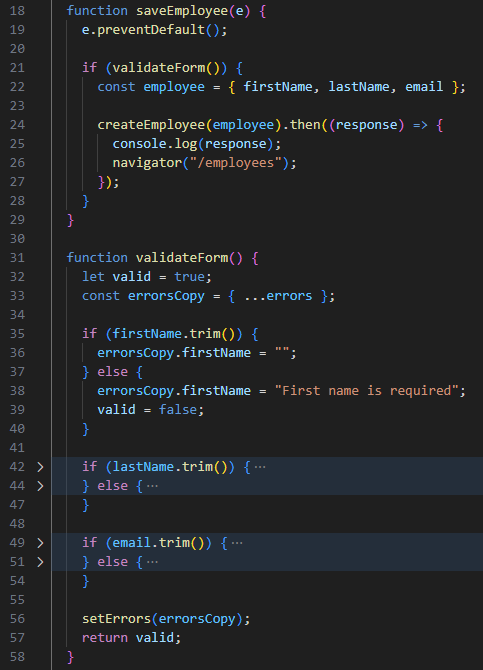 18 function saveEmployee(e) {
19 e.preventDefault();
20
21 if (validateForm()) {
22 const employee = { firstName, lastName, email };
23
24 createEmployee(employee).then((response) => {
25 console.log(response);
26 navigator("/employees");
27 });
28 }
29 }
30
31 function validateForm() {
32 let valid = true;
33 const errorsCopy = { ...errors };
34
35 if (firstName.trim()) {
36 errorsCopy.firstName = "";
37 } else {
38 errorsCopy.firstName = "First name is required";
39 valid = false;
40 }
41
42 > if (lastName.trim()) { ···
44 > } else { ···
47 }
48
49 > if (email.trim()) { ···
51 > } else { ···
54 }
55
56 setErrors(errorsCopy);
57 return valid;
58 }